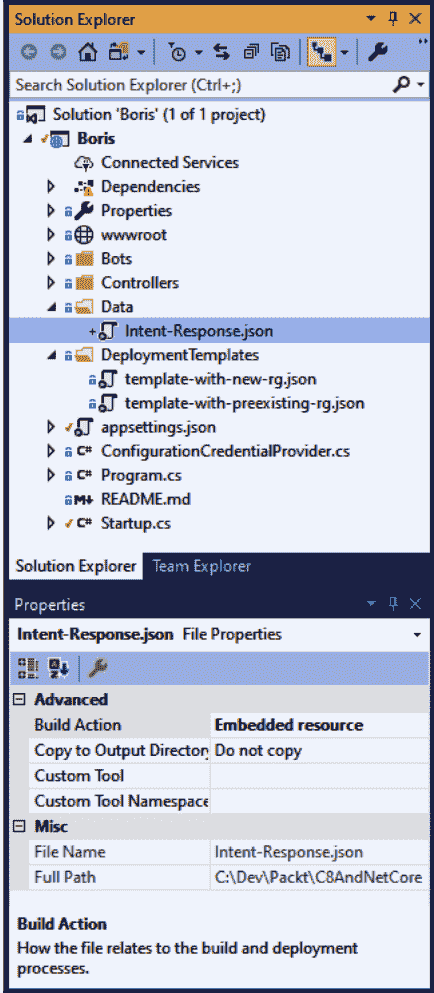 Solution Explorer
Search Solution Explorer (Ctrl+;)
Solution 'Boris' (1 of 1 project)
Boris
Connected Services
Dependencies
Properties
wwwroot
Bots
Controllers
Data
Intent-Response.json
DeploymentTemplates
template-with-new-rg.json
template-with-preexisting-rg.json
appsettings.json
C# ConfigurationCredentialProvider.cs
C# Program.cs
README.md
C# Startup.cs
Solution Explorer Team Explorer
Properties
Intent-Response.json File Properties
Advanced
Build Action Embedded resource
Copy to Output Director Do not copy
Custom Tool
Custom Tool Namespace
Misc
File Name Intent-Response.json
Full Path C:\Dev\Packt\C8AndNetCore
Build Action
How the file relates to the build and deployment
processes.